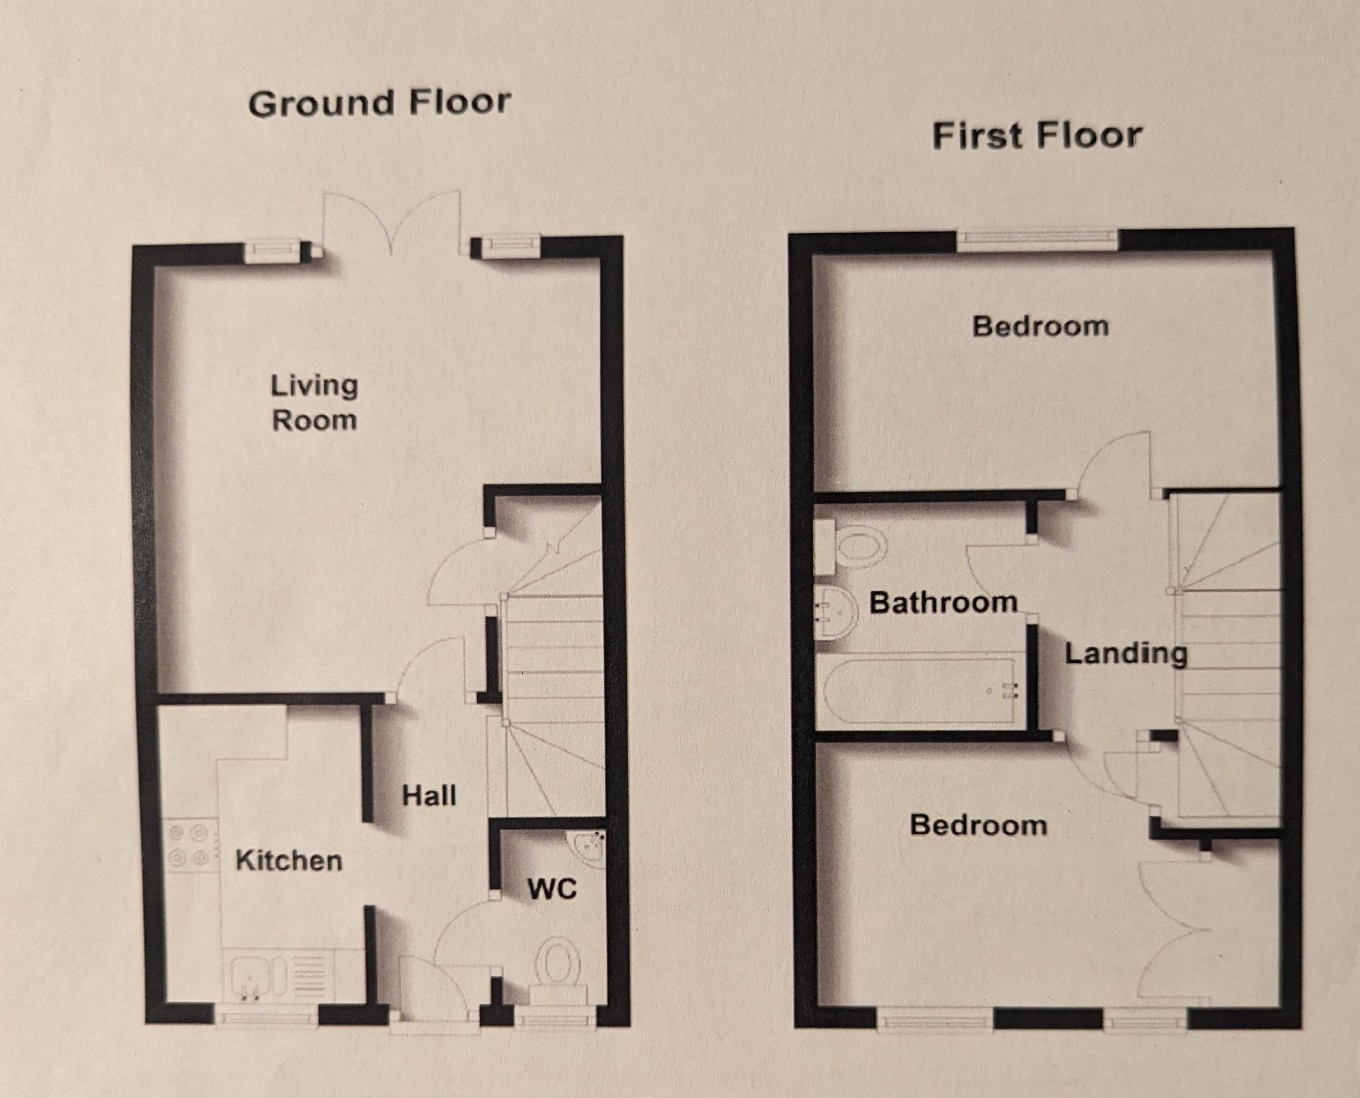 Ground Floor
Living
Room
Kitchen
Hall
WC
First Floor
Bedroom
Bathroom
Landing
Bedroom